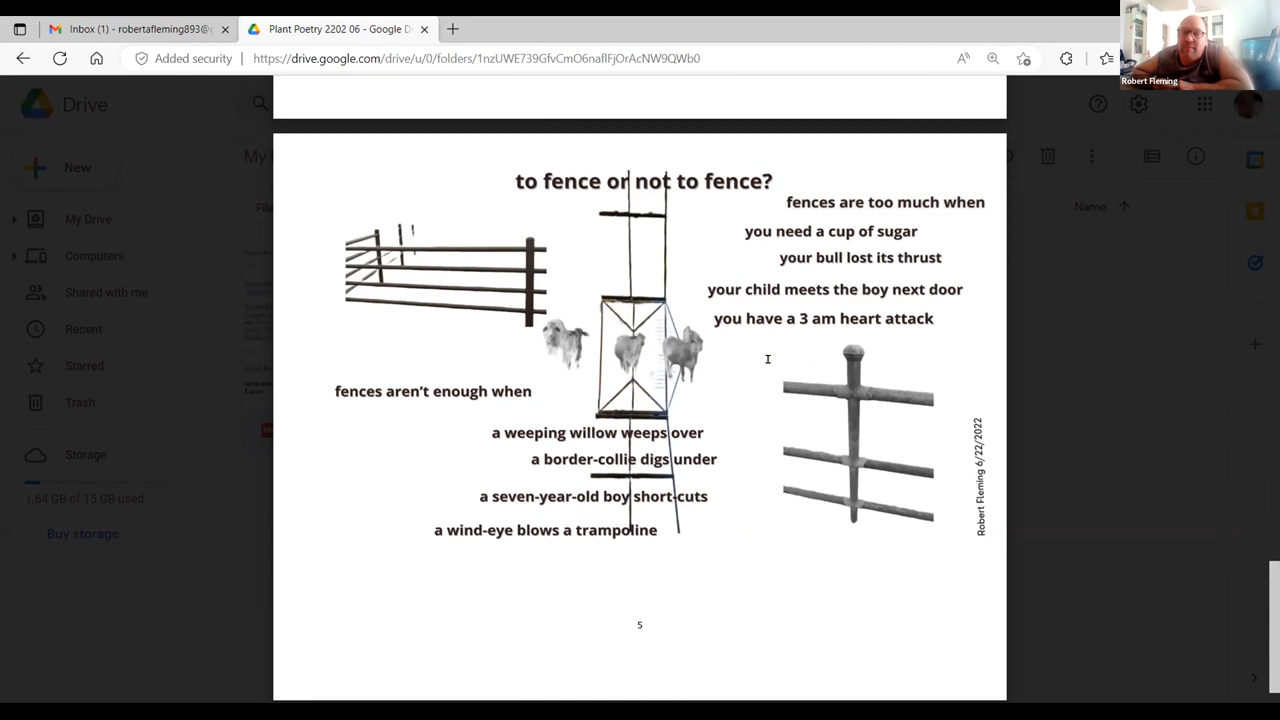 Inbox (1) - robertafleming893@g
Plant Poetry 2202 06 - Google D
Added security
https://drive.google.com/drive/u/0/folders/1nzUWE739GfvCmO6naflFjOrAcNW9QWb0
Robert Fleming
Drive
New
My Drive
Computers
Shared with me
Recent
Starred
Trash
Storage
1.64 GB of 15 GB used
Buy storage
My
Name
to fence or not to fence?
fences are too much when
you need a cup of sugar
your bull lost its thrust
your child meets the boy next door
you have a 3 am heart attack
fences aren't enough when
a weeping willow weeps over
a border-collie digs under
a seven-year-old boy short-cuts
a wind-eye blows a trampoline
Robert Fleming 6/22/2022
5